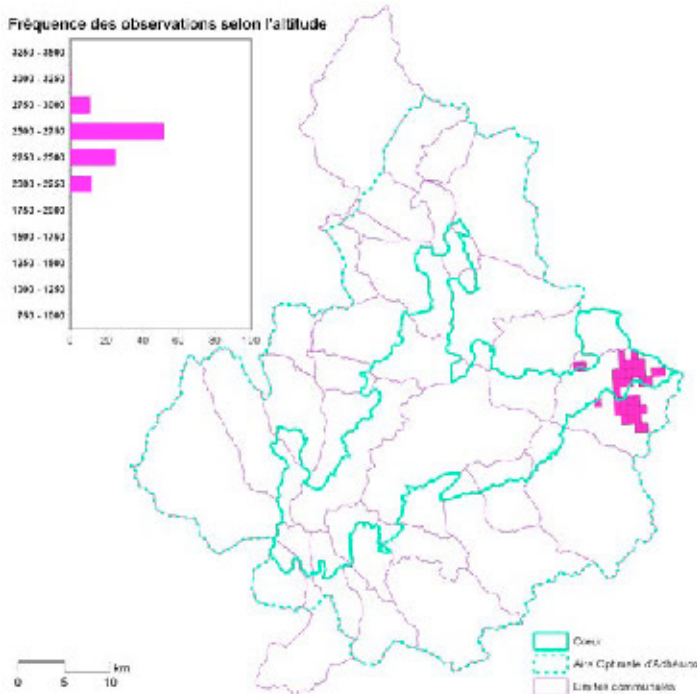 Fréquence des observations selon l'altitude
3250 - 3500
3000 - 3250
2750 - 3000
2500 - 2750
2250 - 2500
2000 - 2250
1750 - 2000
1500 - 1750
1250 - 1500
1000 - 1250
750 - 1000
0 20 40 60 80 100
Coeur
Aire Optimale d'Adhésion
Limites communales
0 5 10 km